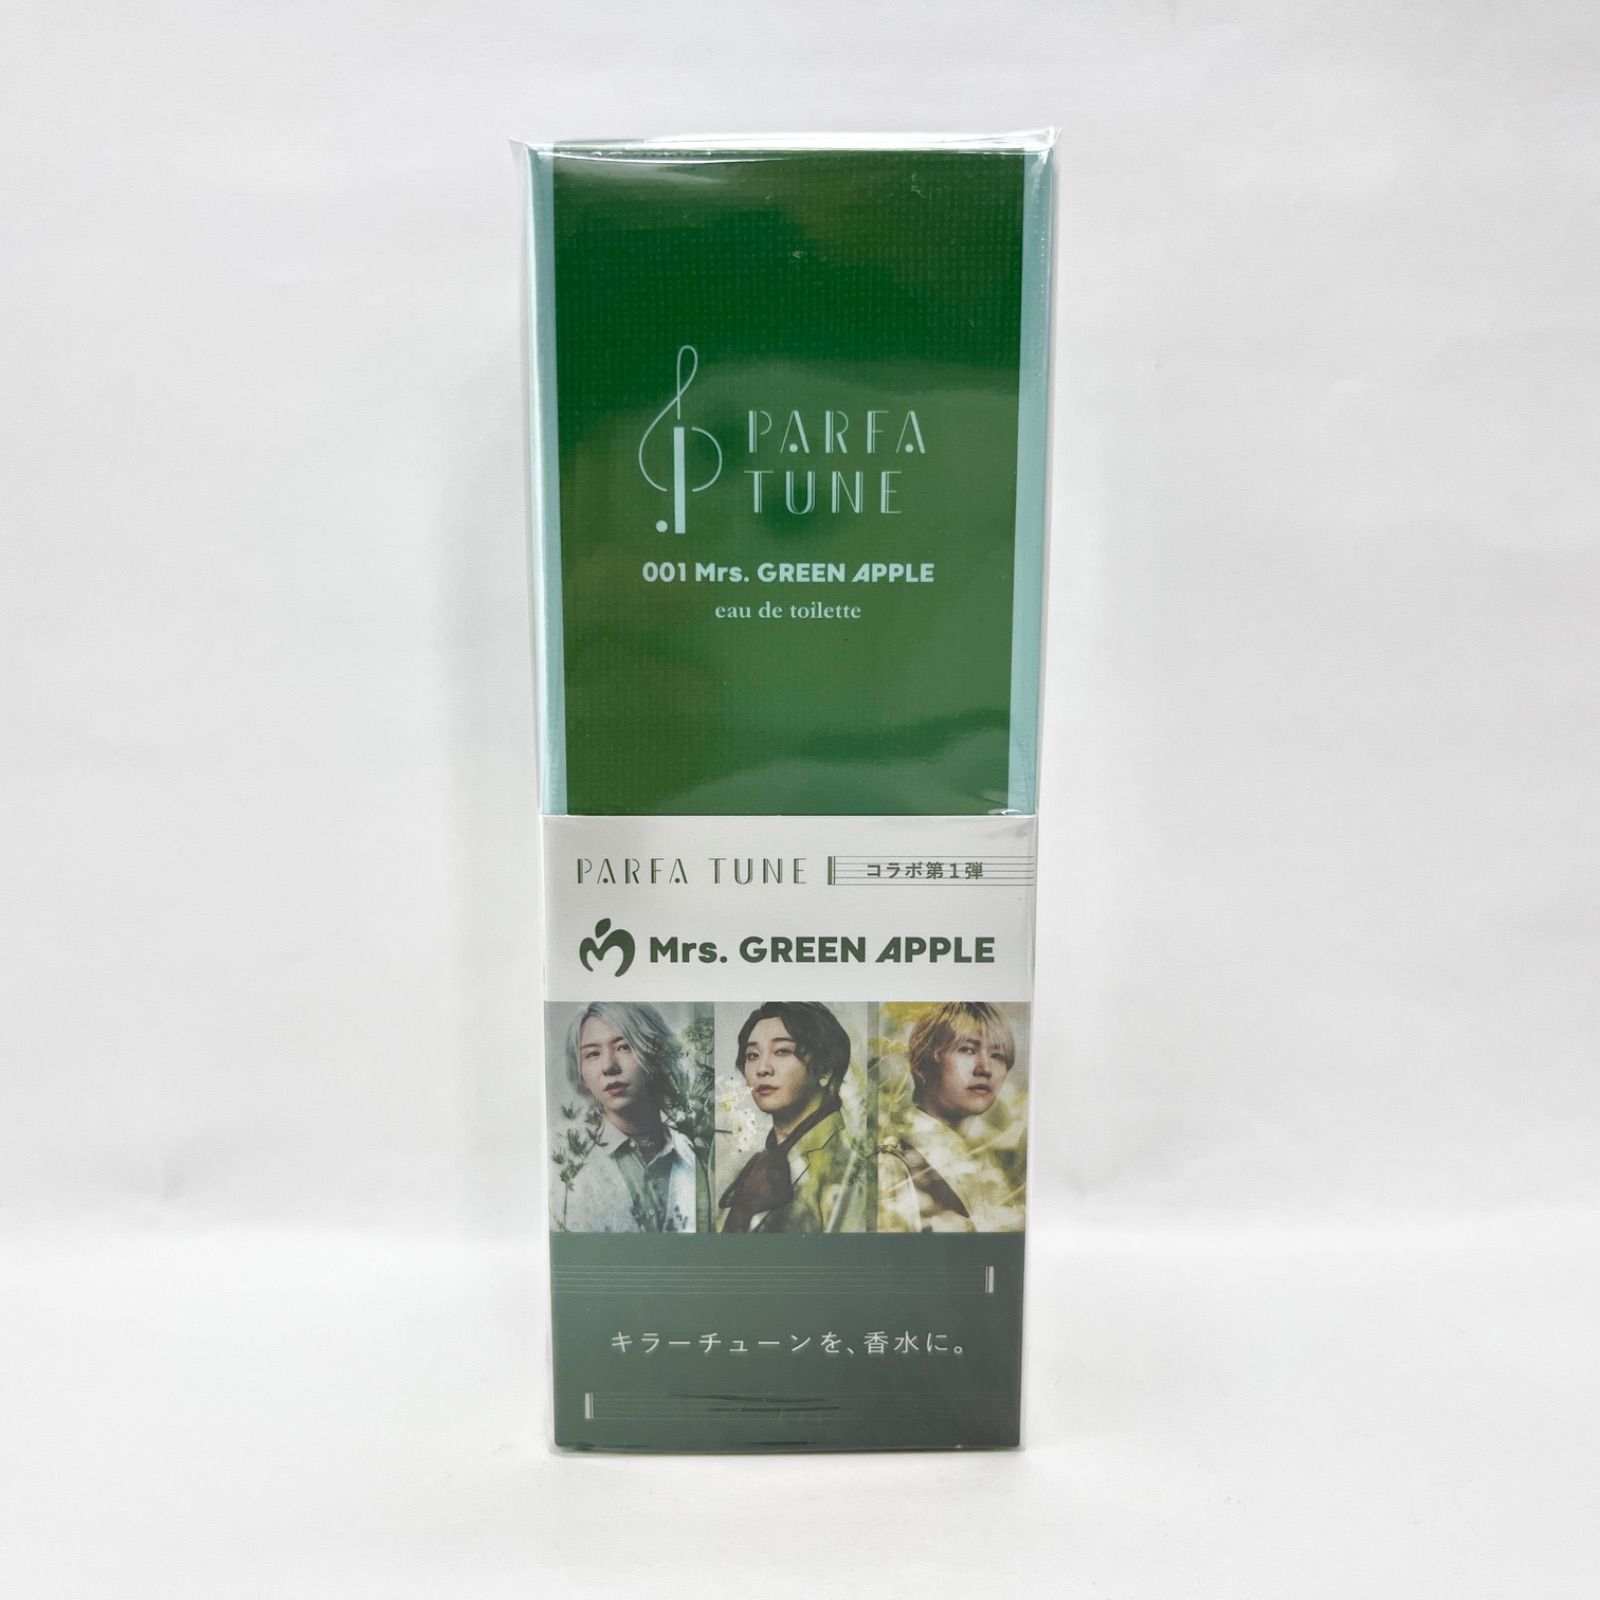 PARFA
TUNE
001 Mrs. GREEN APPLE
eau de toilette
PARFA TUNE コラボ第1弾
Mrs. GREEN APPLE
キラーチューンを、香水に。